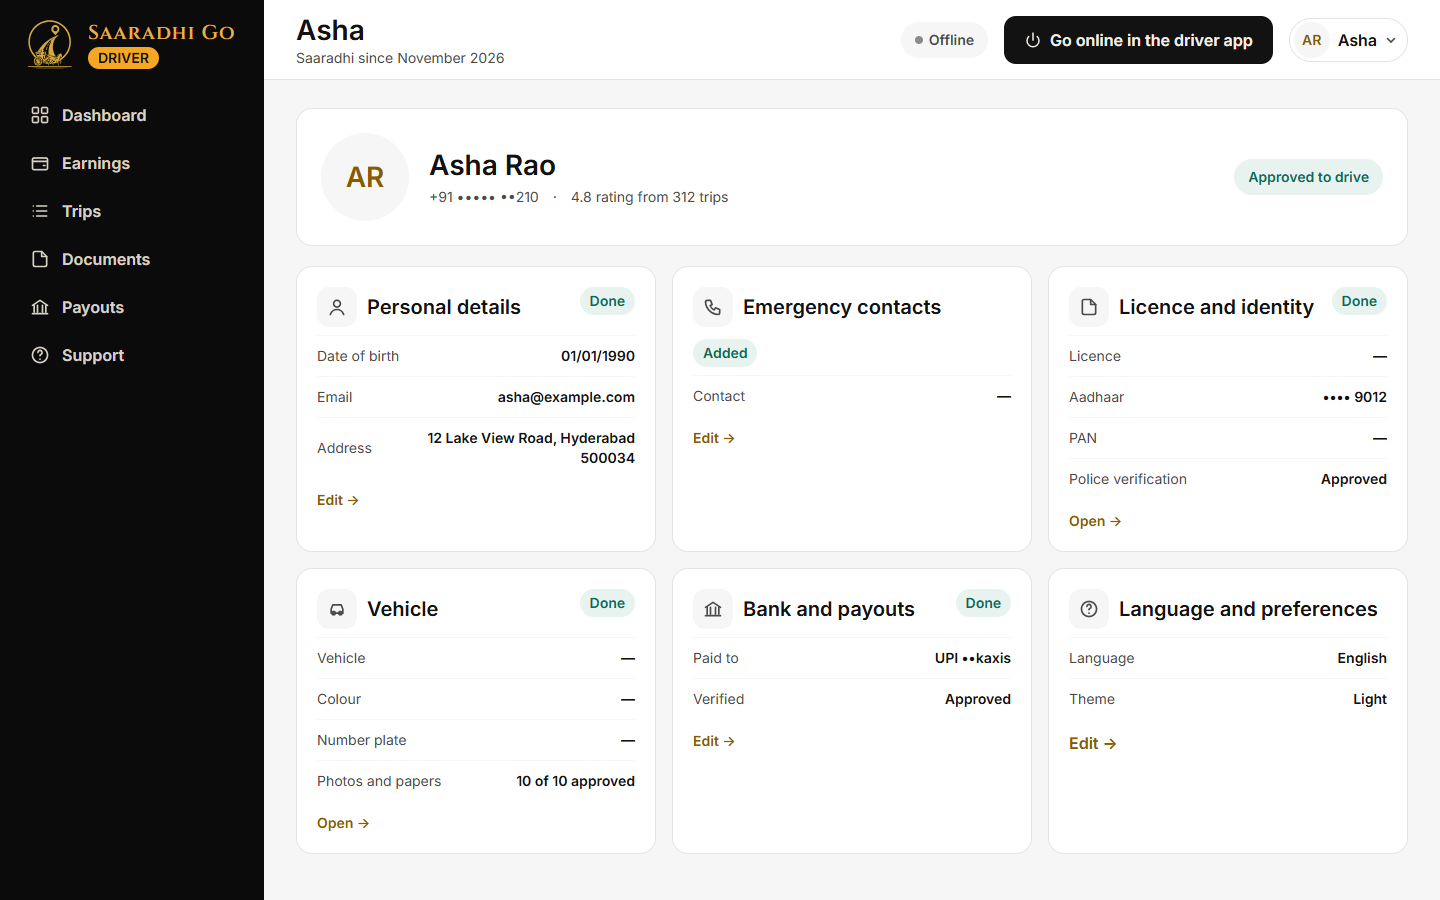 SAARADHI GO
DRIVER
Dashboard
Earnings
Trips
Documents
Payouts
Support
Asha
Saaradhi since November 2026
Offline
Go online in the driver app
AR
Asha
AR
Asha Rao
+91 ••••• ••210 · 4.8 rating from 312 trips
Approved to drive
Personal details
Done
Date of birth
01/01/1990
Email
asha@example.com
Address
12 Lake View Road, Hyderabad
500034
Edit →
Emergency contacts
Added
Contact
—
Edit →
Licence and identity
Done
Licence
—
Aadhaar
•••• 9012
PAN
—
Police verification
Approved
Open →
Vehicle
Done
Vehicle
—
Colour
—
Number plate
—
Photos and papers
10 of 10 approved
Open →
Bank and payouts
Done
Paid to
UPI ••kaxis
Verified
Approved
Edit →
Language and preferences
Language
English
Theme
Light
Edit →